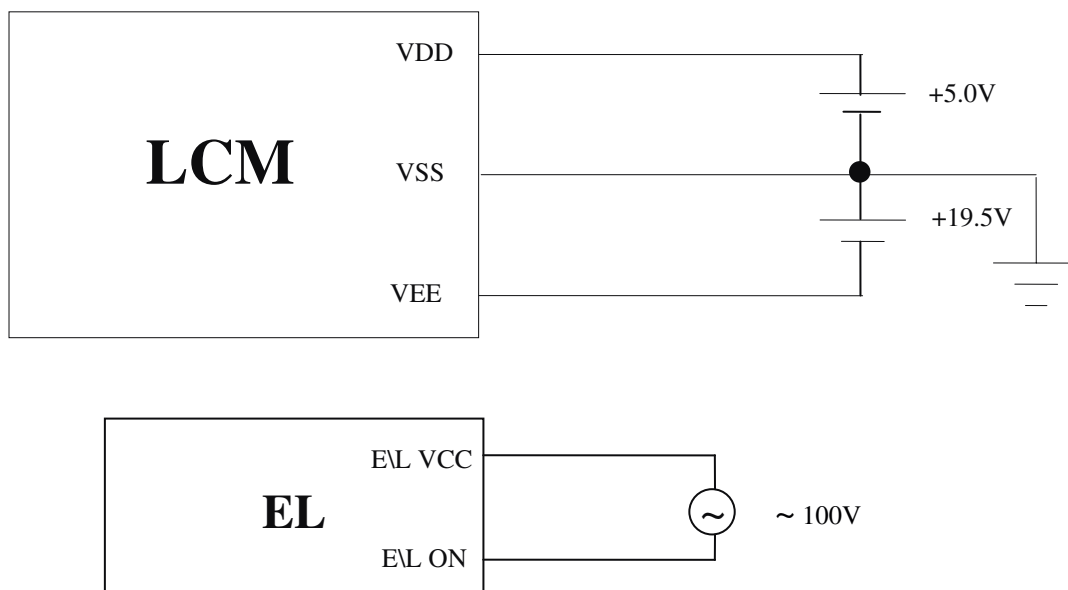 VDD
+5.0V
LCM
VSS
+19.5V
VEE
E\L VCC
EL
~
~ 100V
E\L ON